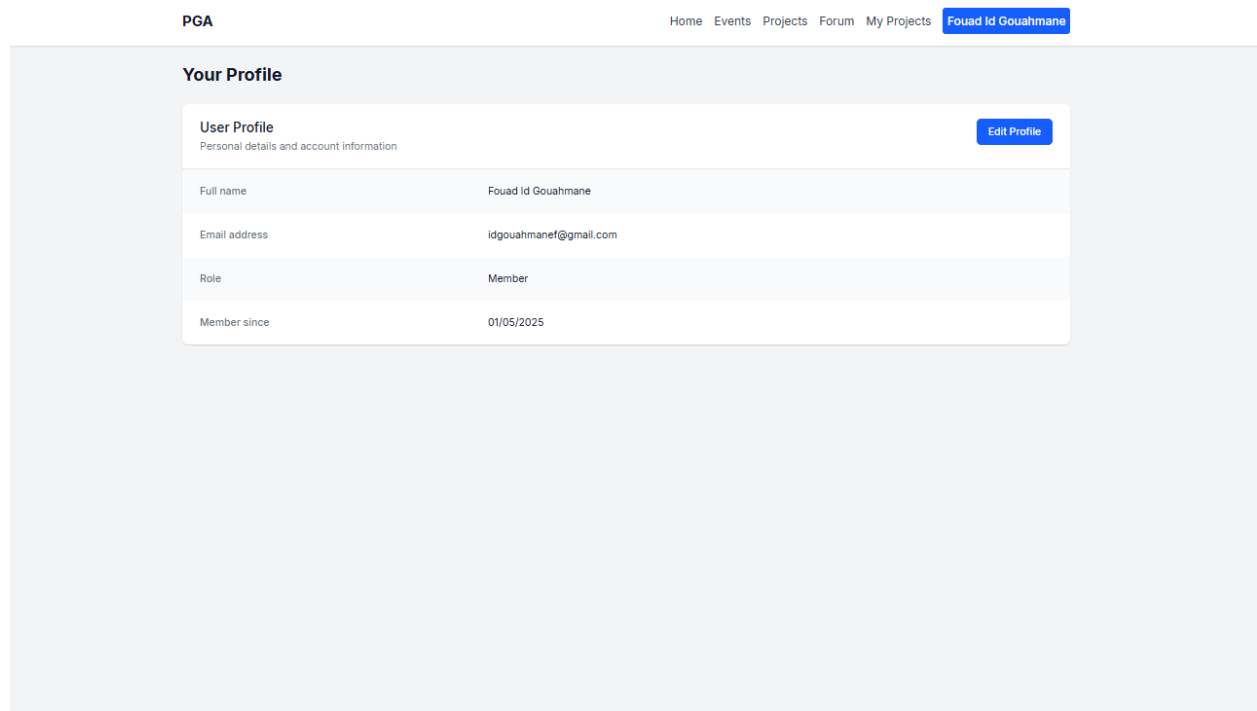 PGA Home Events Projects Forum My Projects Fouad Id Gouahmane
Your Profile
User Profile
Edit Profile
Personal details and account information
Full name Fouad Id Gouahmane
Email address idgouahmanef@gmail.com
Role Member
Member since 01/05/2025